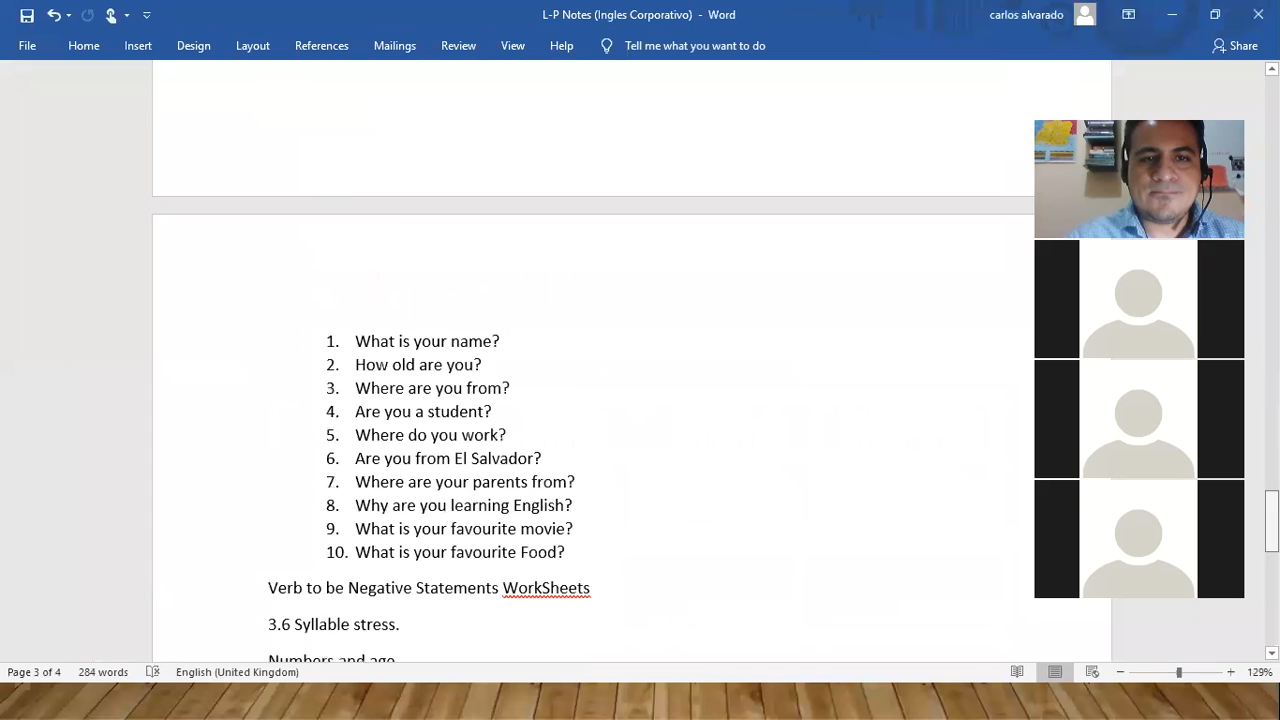 L-P Notes (Ingles Corporativo) - Word
carlos alvarado
File Home Insert Design Layout References Mailings Review View Help Tell me what you want to do Share
1. What is your name?
2. How old are you?
3. Where are you from?
4. Are you a student?
5. Where do you work?
6. Are you from El Salvador?
7. Where are your parents from?
8. Why are you learning English?
9. What is your favourite movie?
10. What is your favourite Food?
Verb to be Negative Statements WorkSheets
3.6 Syllable stress.
Numbers and age
Page 3 of 4 284 words English (United Kingdom) 129%